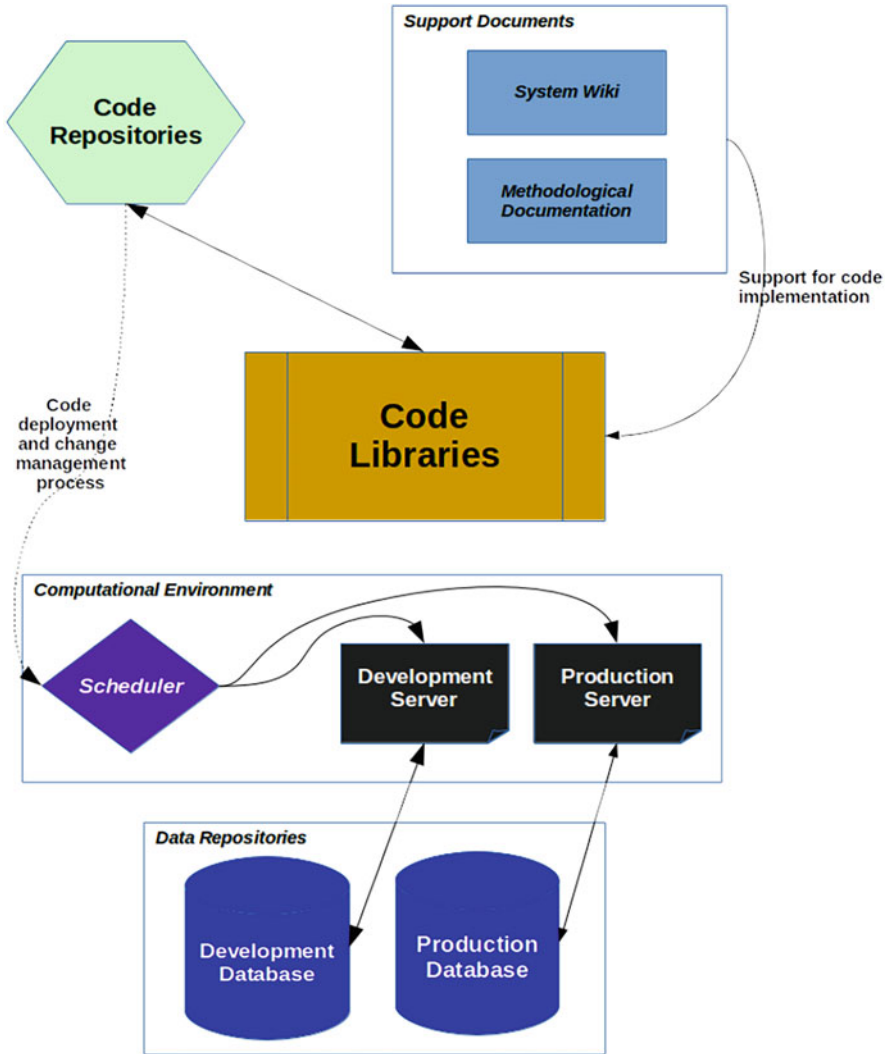 Support Documents
System Wiki
Methodological
Documentation
Code
Repositories
Support for code
implementation
Code
Libraries
Code
deployment
and change
management
process
Computational Environment
Scheduler
Development
Server
Production
Server
Data Repositories
Development
Database
Production
Database